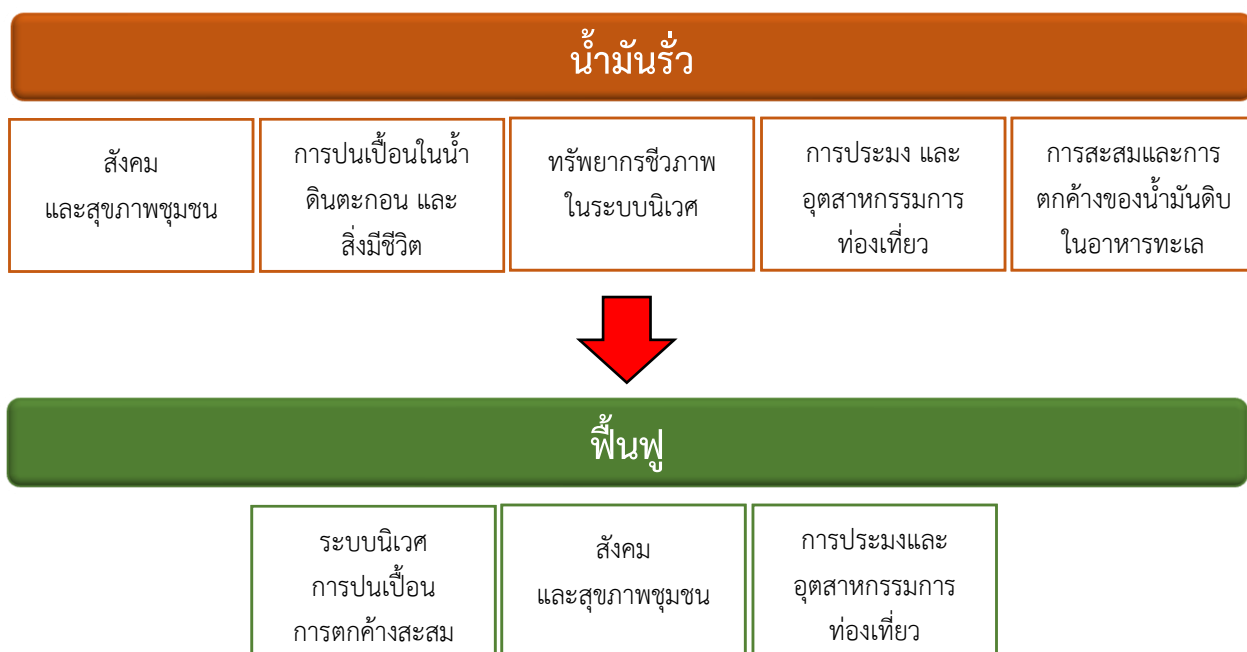 น้ำมันรั่ว
สังคม
และสุขภาพชุมชน
การปนเปื้อนในน้ำ
ดินตะกอน และ
สิ่งมีชีวิต
ทรัพยากรชีวภาพ
ในระบบนิเวศ
การประมง และ
อุตสาหกรรมการ
ท่องเที่ยว
การสะสมและการ
ตกค้างของน้ำมันดิบ
ในอาหารทะเล
ฟื้นฟู
ระบบนิเวศ
การปนเปื้อน
การตกค้างสะสม
สังคม
และสุขภาพชุมชน
การประมงและ
อุตสาหกรรมการ
ท่องเที่ยว